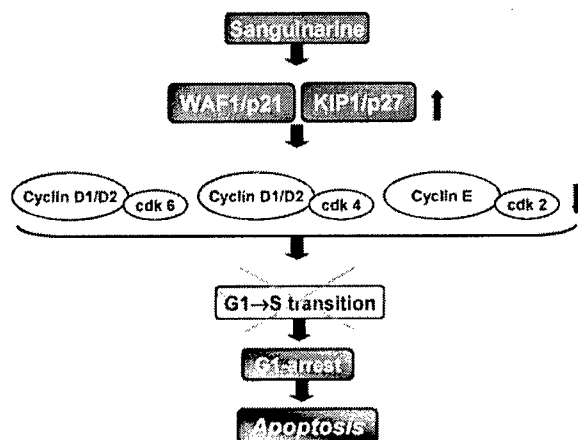 Sanguinarine
WAF1/p21 KIP1/p27
Cyclin D1/D2 cdk 6 Cyclin D1/D2 cdk 4 Cyclin E cdk 2
G1→S transition
G1-arrest
Apoptosis